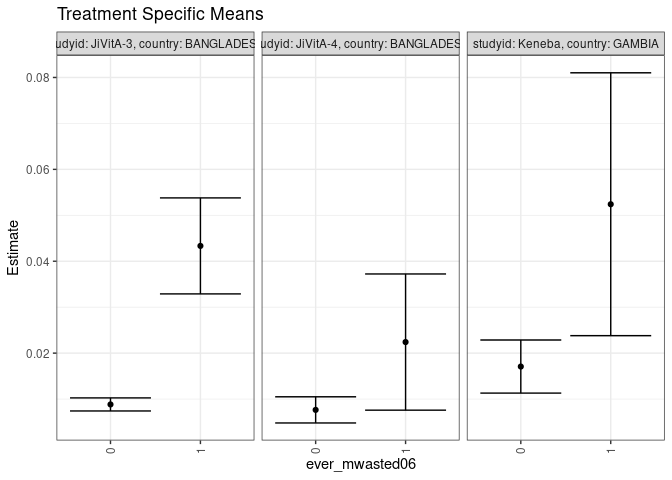 Treatment Specific Means
udyid: JiVitA-3, country: BANGLADES
udyid: JiVitA-4, country: BANGLADES
studyid: Keneba, country: GAMBIA
0.08
0.06
0.04
0.02
Estimate
0 1 0 1 0 1
ever_mwasted06